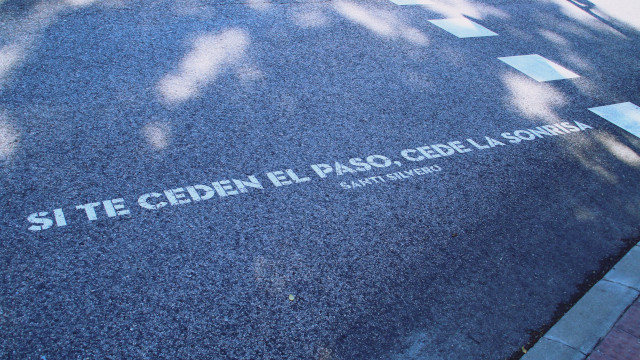 SI TE CEDEN EL PASO, CEDE LA SONRISA
SANTI SILVERO